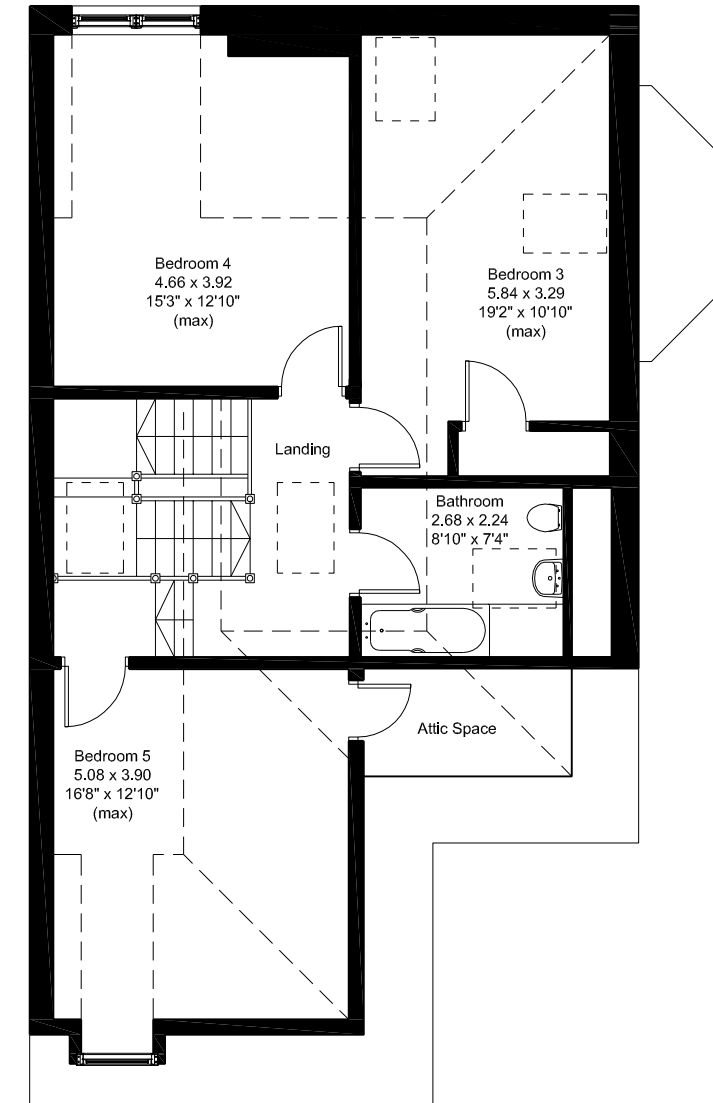 Bedroom 4
4.66 x 3.92
15'3" x 12'10"
(max)
Bedroom 3
5.84 x 3.29
19'2" x 10'10"
(max)
Landing
Bathroom
2.68 x 2.24
8'10" x 7'4"
Attic Space
Bedroom 5
5.08 x 3.90
16'8" x 12'10"
(max)